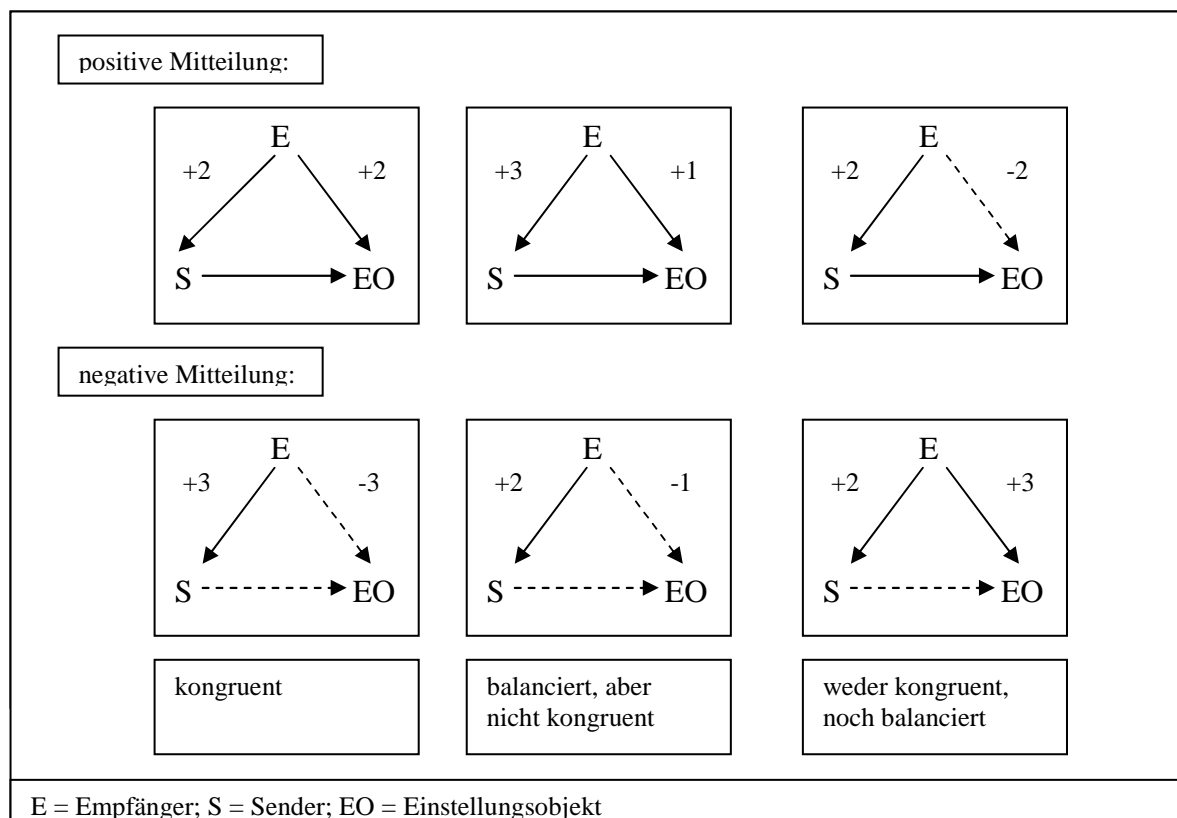 positive Mitteilung:
E E E
+2 +2 +3 +1 +2 -2
S EO S EO S EO
negative Mitteilung:
E E E
+3 -3 +2 -1 +2 +3
S EO S EO S EO
kongruent balanciert, aber weder kongruent,
nicht kongruent noch balanciert
E = Empfänger; S = Sender; EO = Einstellungsobjekt